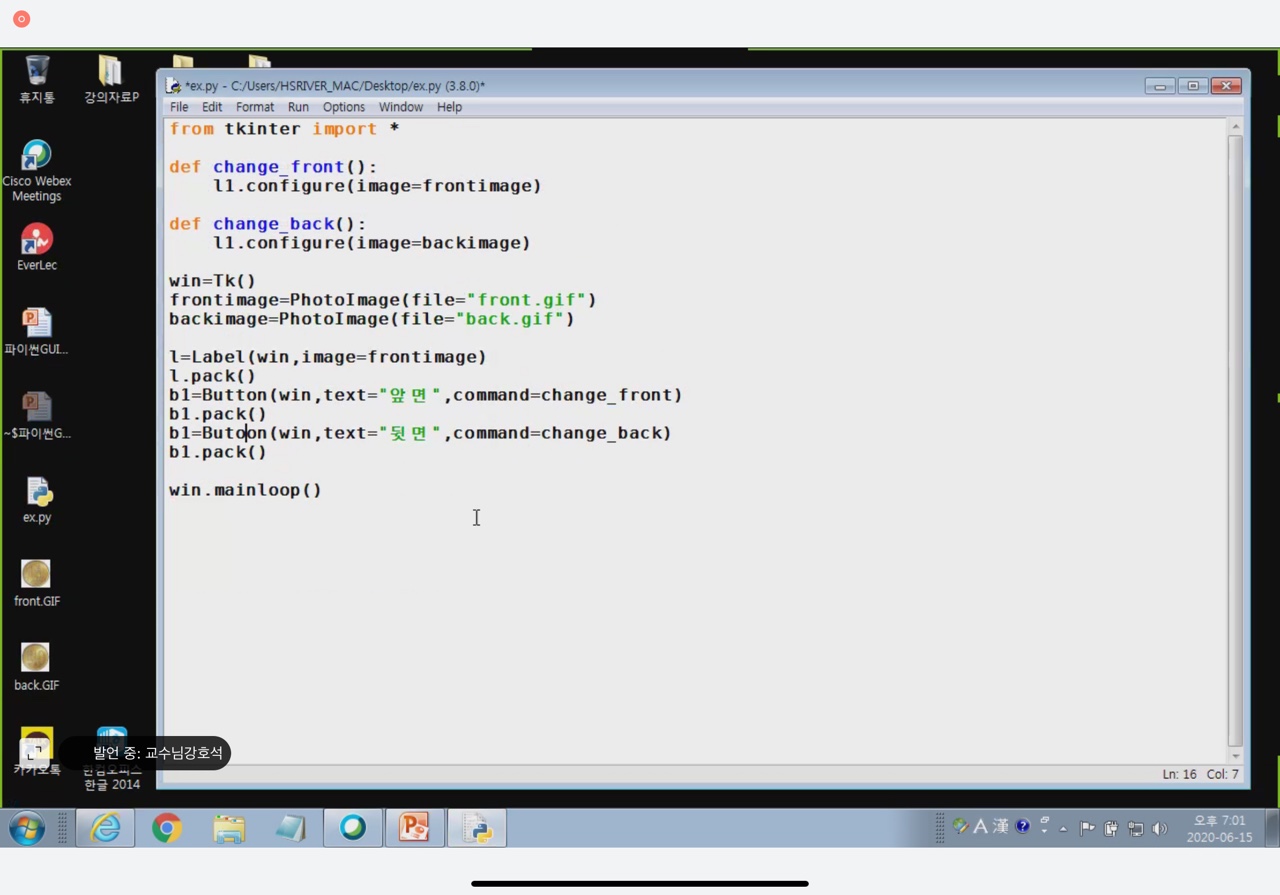 휴지통
강의자료P
Cisco Webex
Meetings
EverLec
파이썬GUI...
~$파이썬G...
ex.py
front.GIF
back.GIF
카카오톡
한글 2014
*ex.py - C:/Users/HSRIVER_MAC/Desktop/ex.py (3.8.0)*
File Edit Format Run Options Window Help
from tkinter import *
def change_front():
l1.configure(image=frontimage)
def change_back():
l1.configure(image=backimage)
win=Tk()
frontimage=PhotoImage(file="front.gif")
backimage=PhotoImage(file="back.gif")
l=Label(win,image=frontimage)
l.pack()
b1=Button(win,text="앞면",command=change_front)
b1.pack()
b1=Butoon(win,text="뒷면",command=change_back)
b1.pack()
win.mainloop()
발언 중: 교수님강호석
Ln: 16 Col: 7
A 漢
오후 7:01
2020-06-15